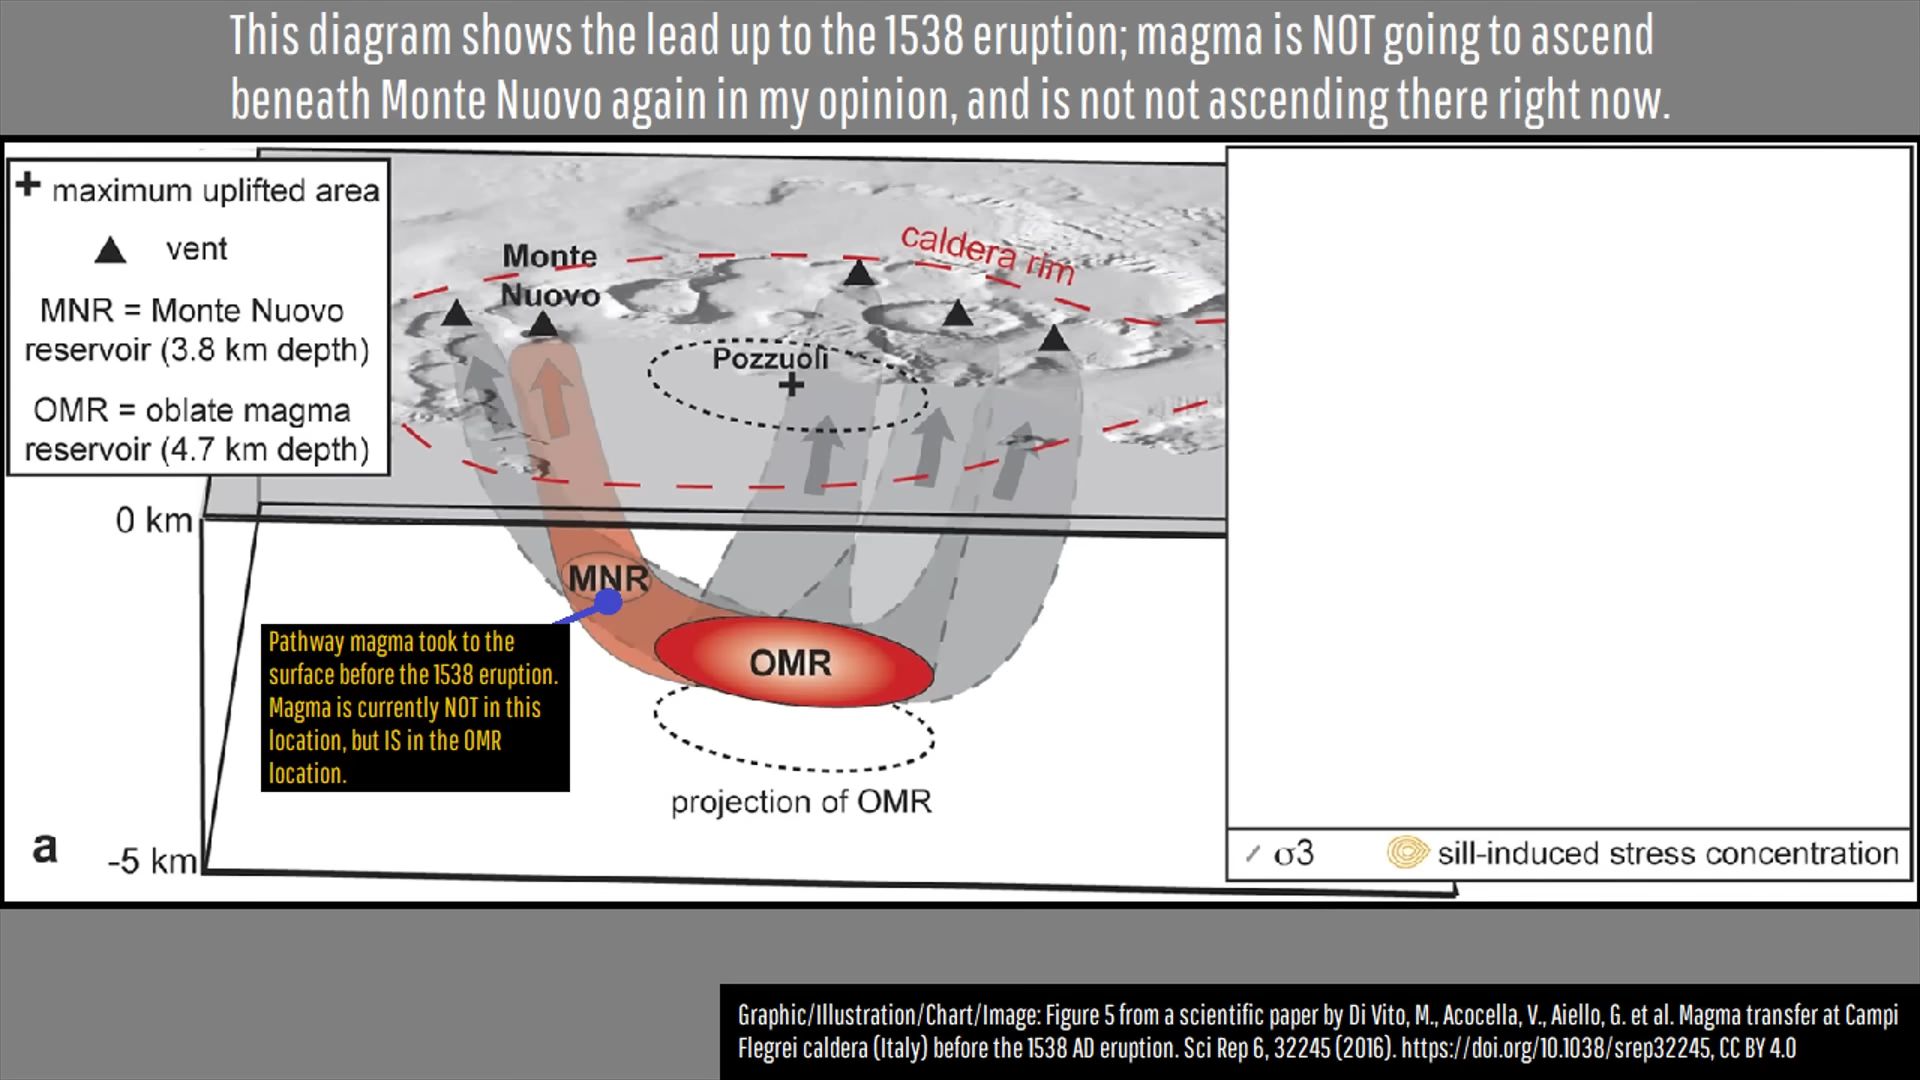 This diagram shows the lead up to the 1538 eruption; magma is NOT going to ascend
beneath Monte Nuovo again in my opinion, and is not not ascending there right now.
+ maximum uplifted area
▲ vent
MNR = Monte Nuovo
reservoir (3.8 km depth)
OMR = oblate magma
reservoir (4.7 km depth)
Monte
Nuovo
caldera rim
Pozzuoli
0 km
MNR
OMR
Pathway magma took to the
surface before the 1538 eruption.
Magma is currently NOT in this
location, but IS in the OMR
location.
projection of OMR
a
-5 km
σ3
sill-induced stress concentration
Graphic/Illustration/Chart/Image: Figure 5 from a scientific paper by Di Vito, M., Acocella, V., Aiello, G. et al. Magma transfer at Campi
Flegrei caldera (Italy) before the 1538 AD eruption. Sci Rep 6, 32245 (2016). https://doi.org/10.1038/srep32245, CC BY 4.0